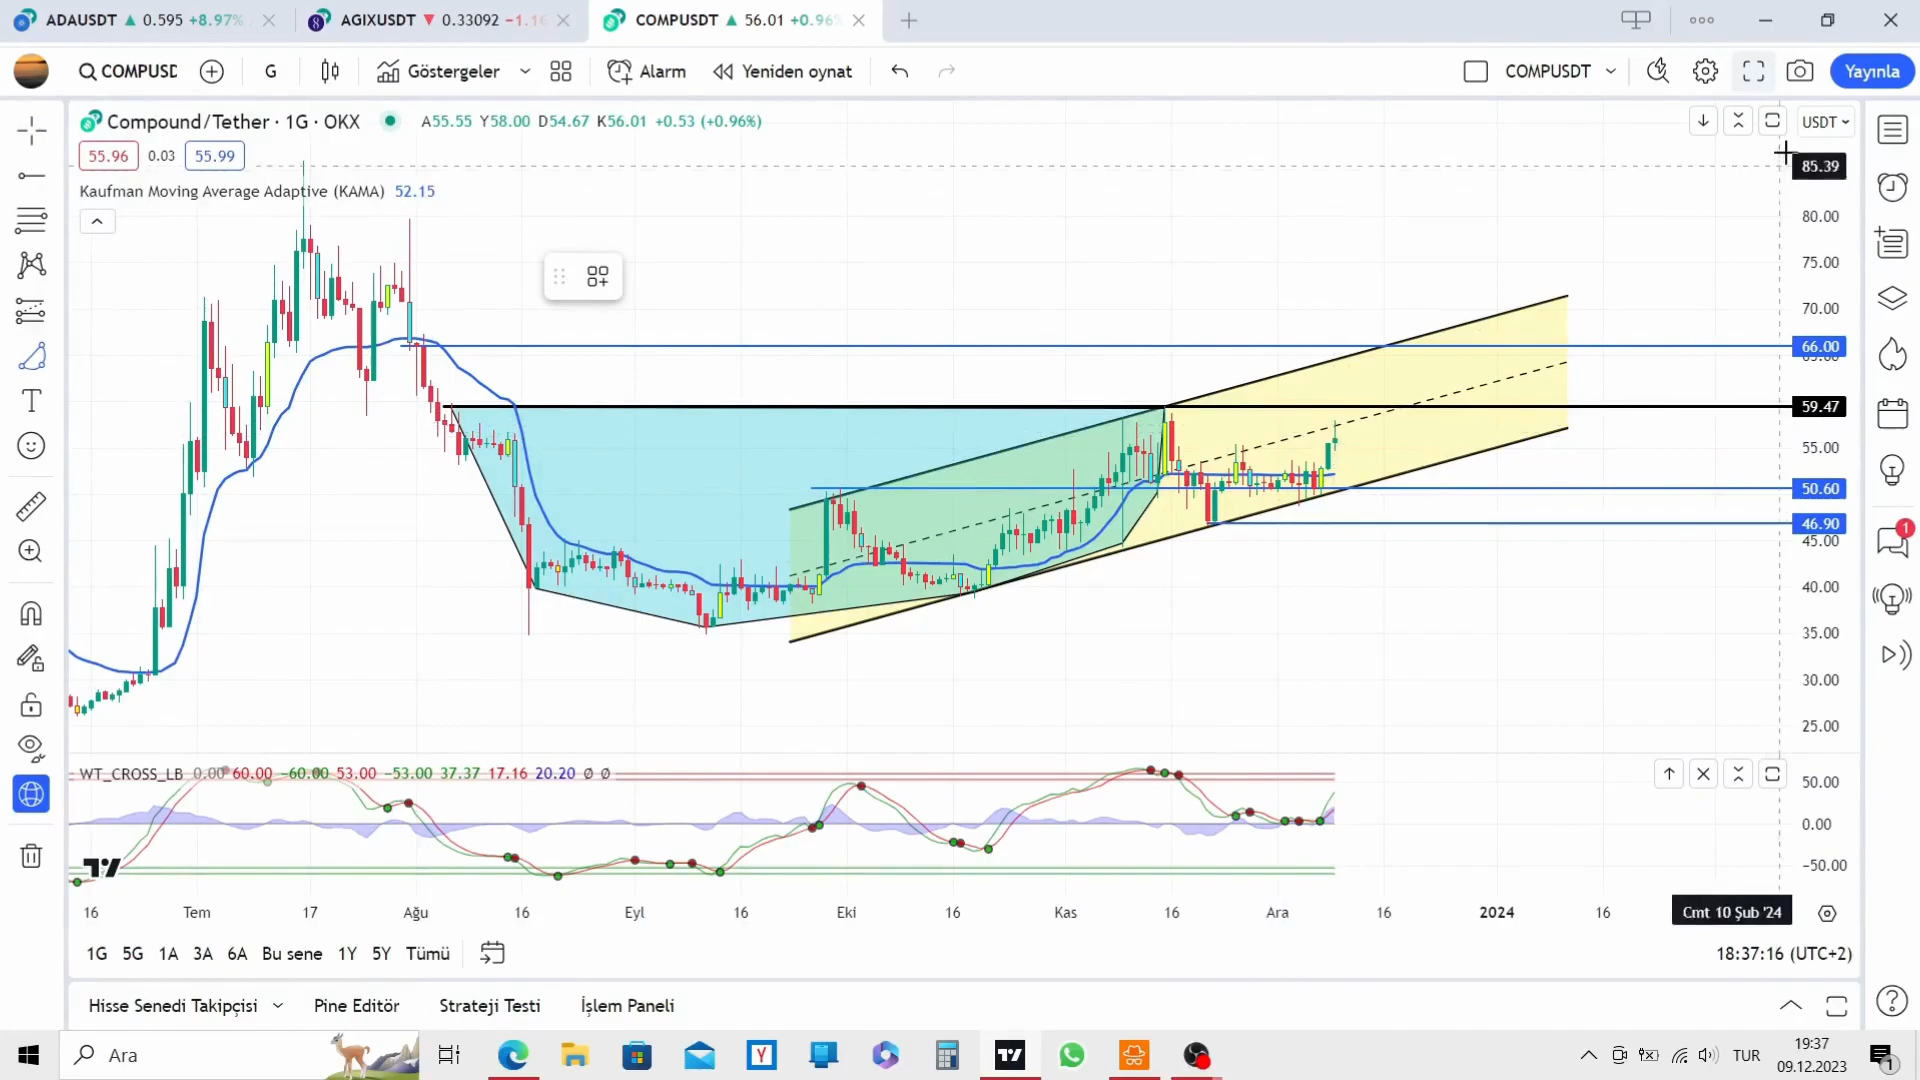 ADAUSDT ▲ 0.595 +8.97%
AGIXUSDT ▼ 0.33092 −1.1
COMPUSDT ▲ 56.01 +0.96%
COMPUSD
G
Göstergeler
Alarm
Yeniden oynat
COMPUSDT
Yayınla
Compound/Tether · 1G · OKX
A55.55 Y58.00 D54.67 K56.01 +0.53 (+0.96%)
USDT
55.96 0.03 55.99
85.39
Kaufman Moving Average Adaptive (KAMA) 52.15
80.00
75.00
70.00
66.00
59.47
55.00
50.60
46.90
45.00
40.00
35.00
30.00
25.00
WT_CROSS_LB 0.00 60.00 −60.00 53.00 −53.00 37.37 17.16 20.20 ∅ ∅
50.00
0.00
−50.00
16 Tem 17 Ağu 16 Eyl 16 Eki 16 Kas 16 Ara 16 2024 16 Cmt 10 Şub '24
1G 5G 1A 3A 6A Bu sene 1Y 5Y Tümü
18:37:16 (UTC+2)
Hisse Senedi Takipçisi
Pine Editör
Strateji Testi
İşlem Paneli
Ara
TUR
19:37
09.12.2023
1
1